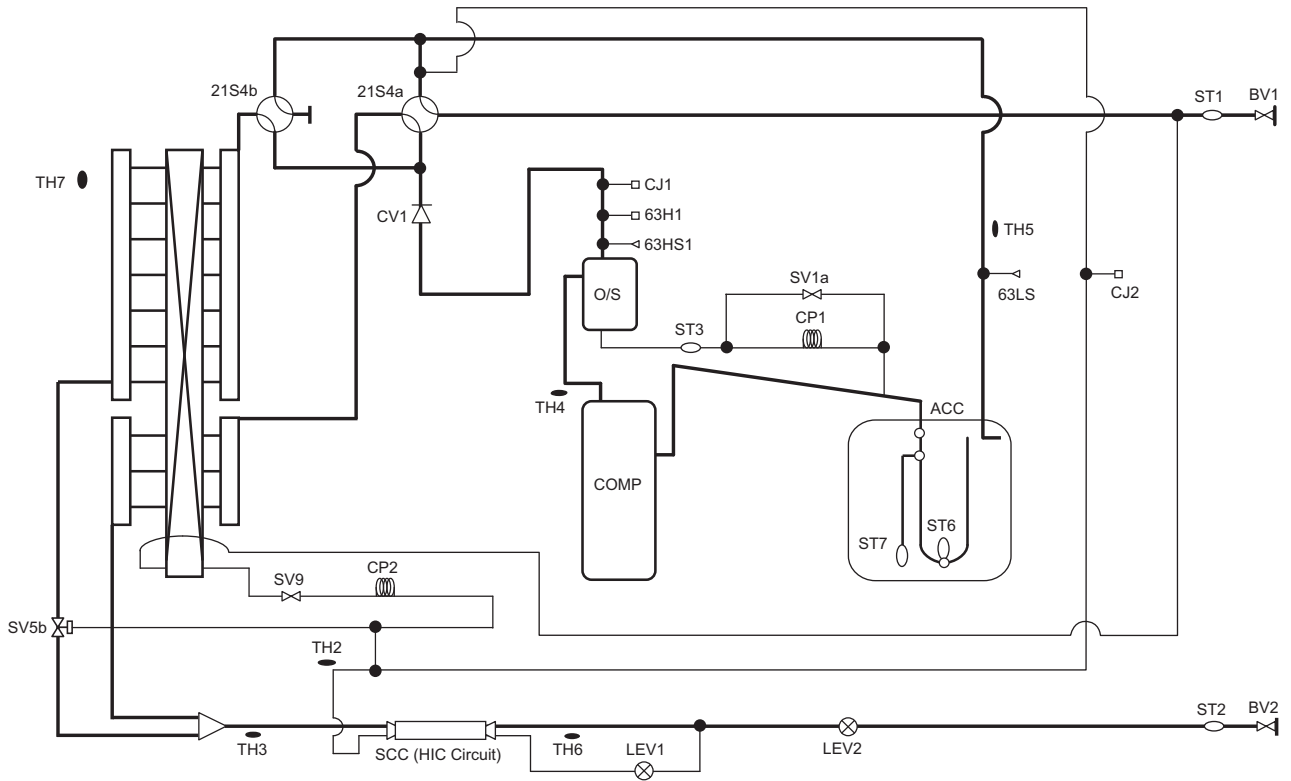 ST1
BV1
21S4b
21S4a
TH7
CJ1
63H1
63HS1
CV1
TH5
O/S
SV1a
63LS
CJ2
CP1
ST3
TH4
ACC
COMP
ST6
ST7
CP2
SV9
SV5b
TH2
ST2
BV2
TH3
SCC (HIC Circuit)
TH6
LEV1
LEV2